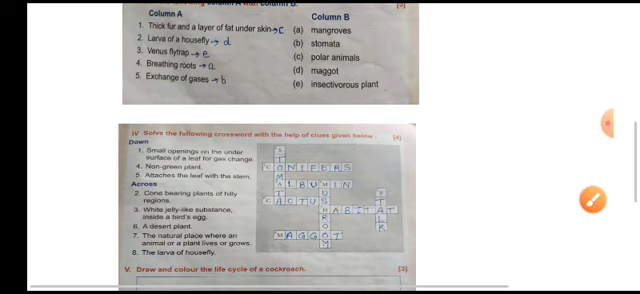 Column A
Column B
1. Thick fur and a layer of fat under skin → c (a) mangroves
2. Larva of a housefly → d (b) stomata
3. Venus flytrap → e (c) polar animals
4. Breathing roots → a (d) maggot
5. Exchange of gases → b (e) insectivorous plant
IV Solve the following crossword with the help of clues given below. [4]
Down
1. Small openings on the under
surface of a leaf for gas change.
4. Non-green plant.
5. Attaches the leaf with the stem.
Across
2. Cone bearing plants of hilly
regions.
3. White jelly-like substance,
inside a bird's egg.
6. A desert plant.
7. The natural place where an
animal or a plant lives or grows.
8. The larva of housefly.
STOMATA
CONIFERS
ALBUMIN
MUSHROOM
STALK
CACTUS
HABITAT
MAGGOT
V. Draw and colour the life cycle of a cockroach. [3]